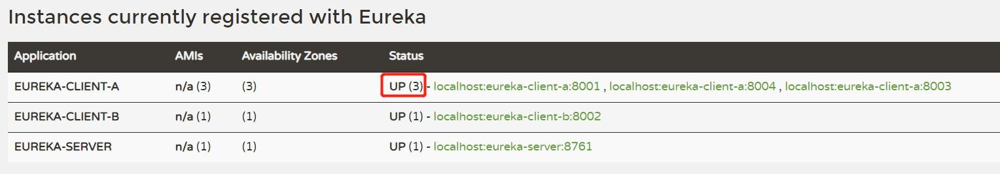 Instances currently registered with Eureka
Application AMIs Availability Zones Status
EUREKA-CLIENT-A n/a (3) (3) UP (3) - localhost:eureka-client-a:8001 , localhost:eureka-client-a:8004 , localhost:eureka-client-a:8003
EUREKA-CLIENT-B n/a (1) (1) UP (1) - localhost:eureka-client-b:8002
EUREKA-SERVER n/a (1) (1) UP (1) - localhost:eureka-server:8761